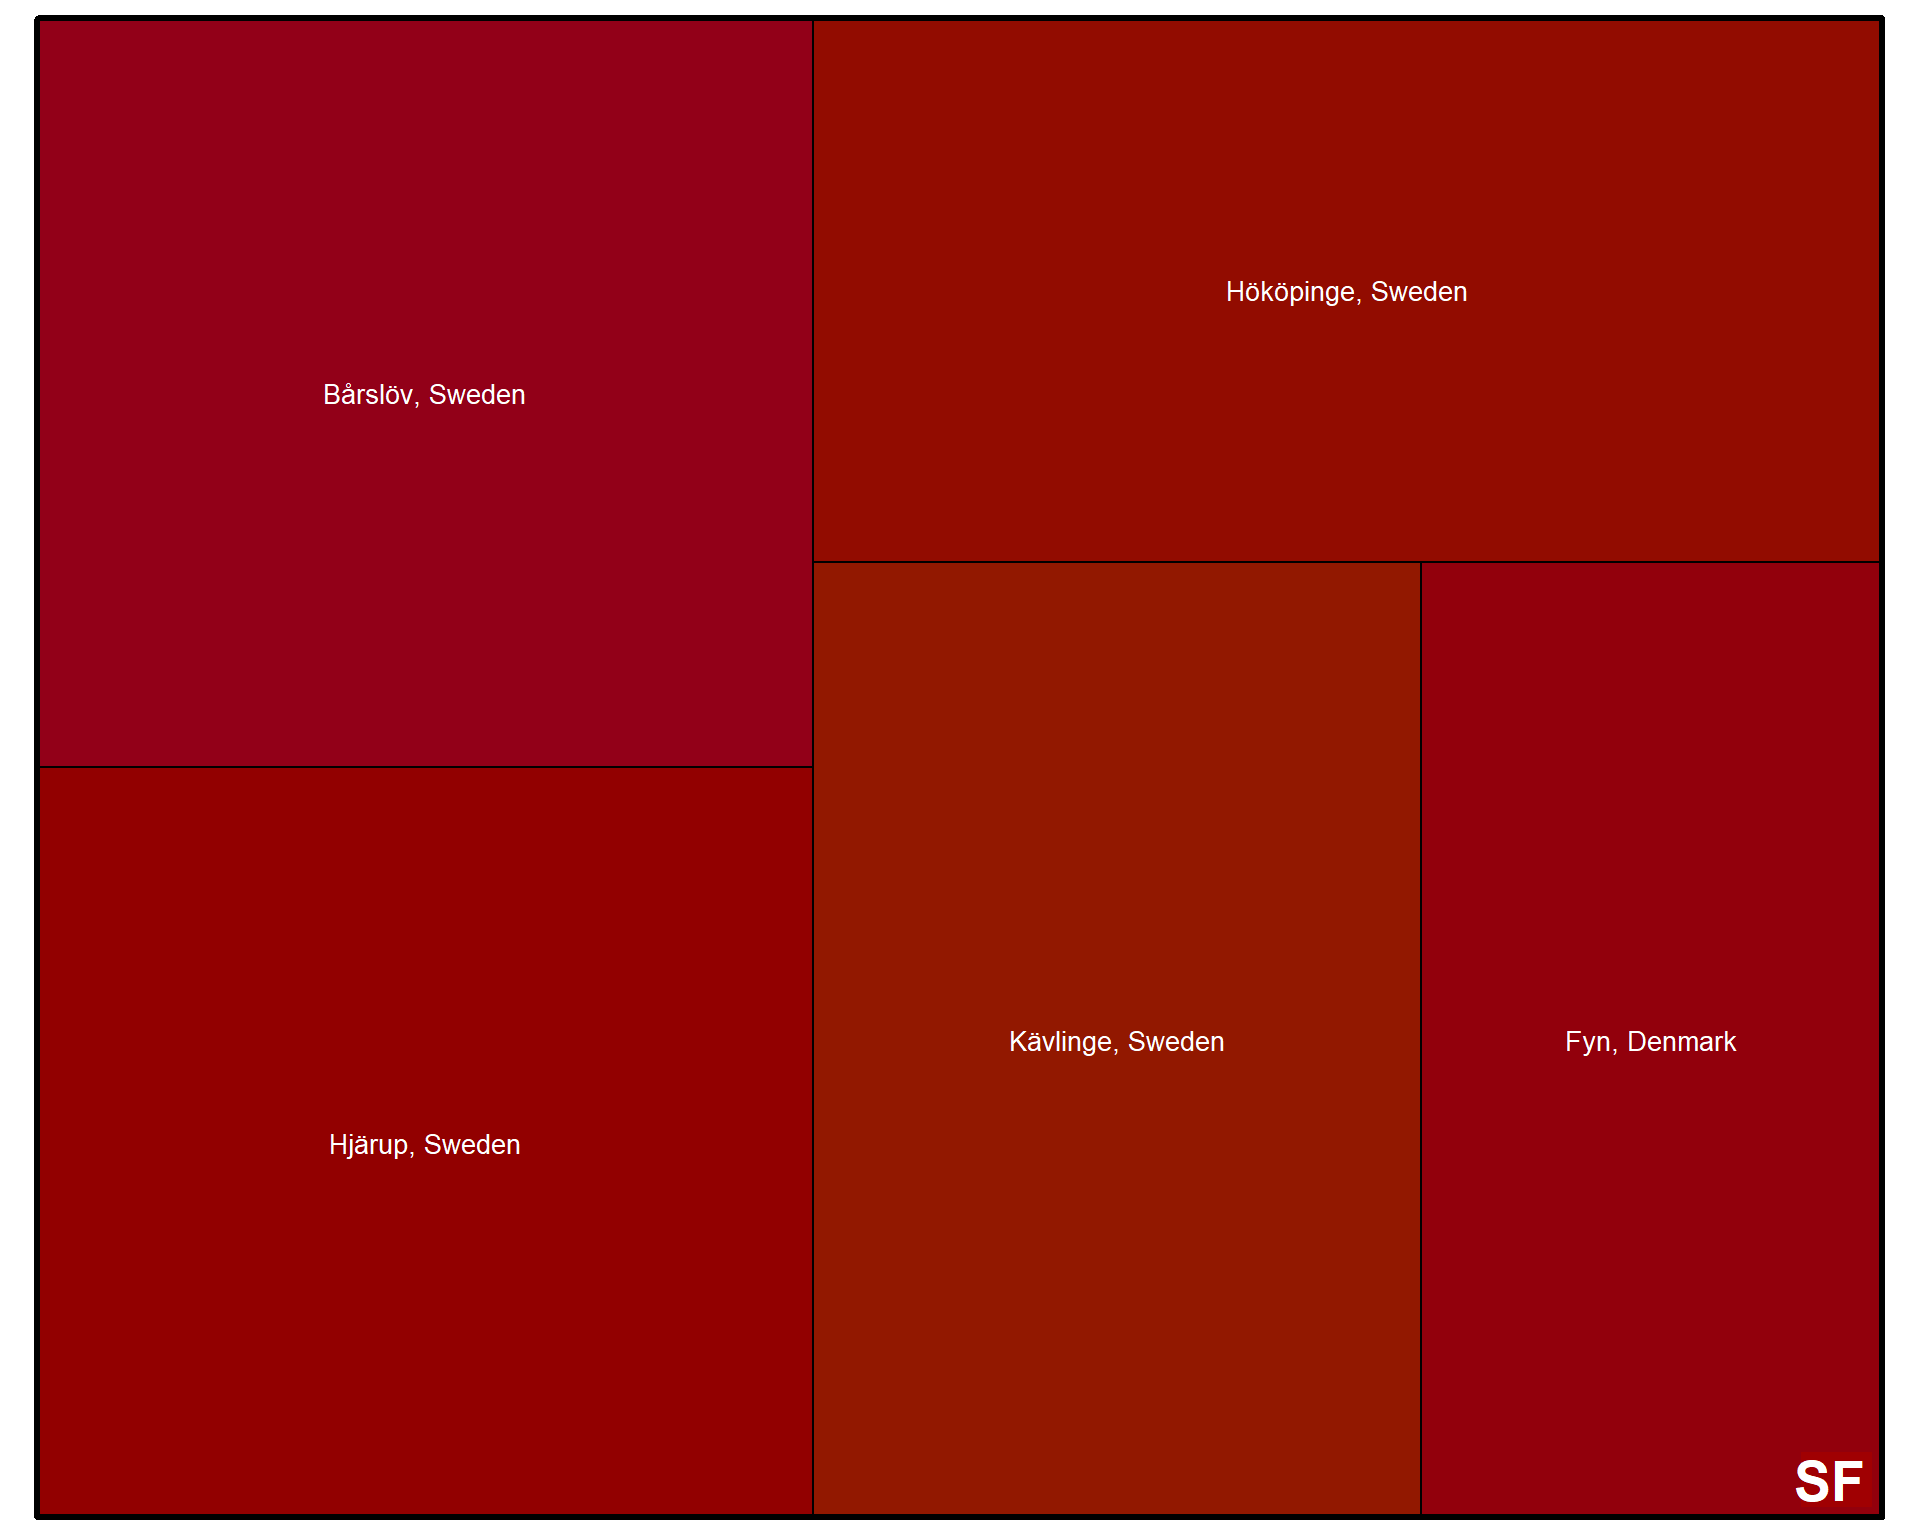 Bårslöv, Sweden
Hököpinge, Sweden
Hjärup, Sweden
Kävlinge, Sweden
Fyn, Denmark
SF